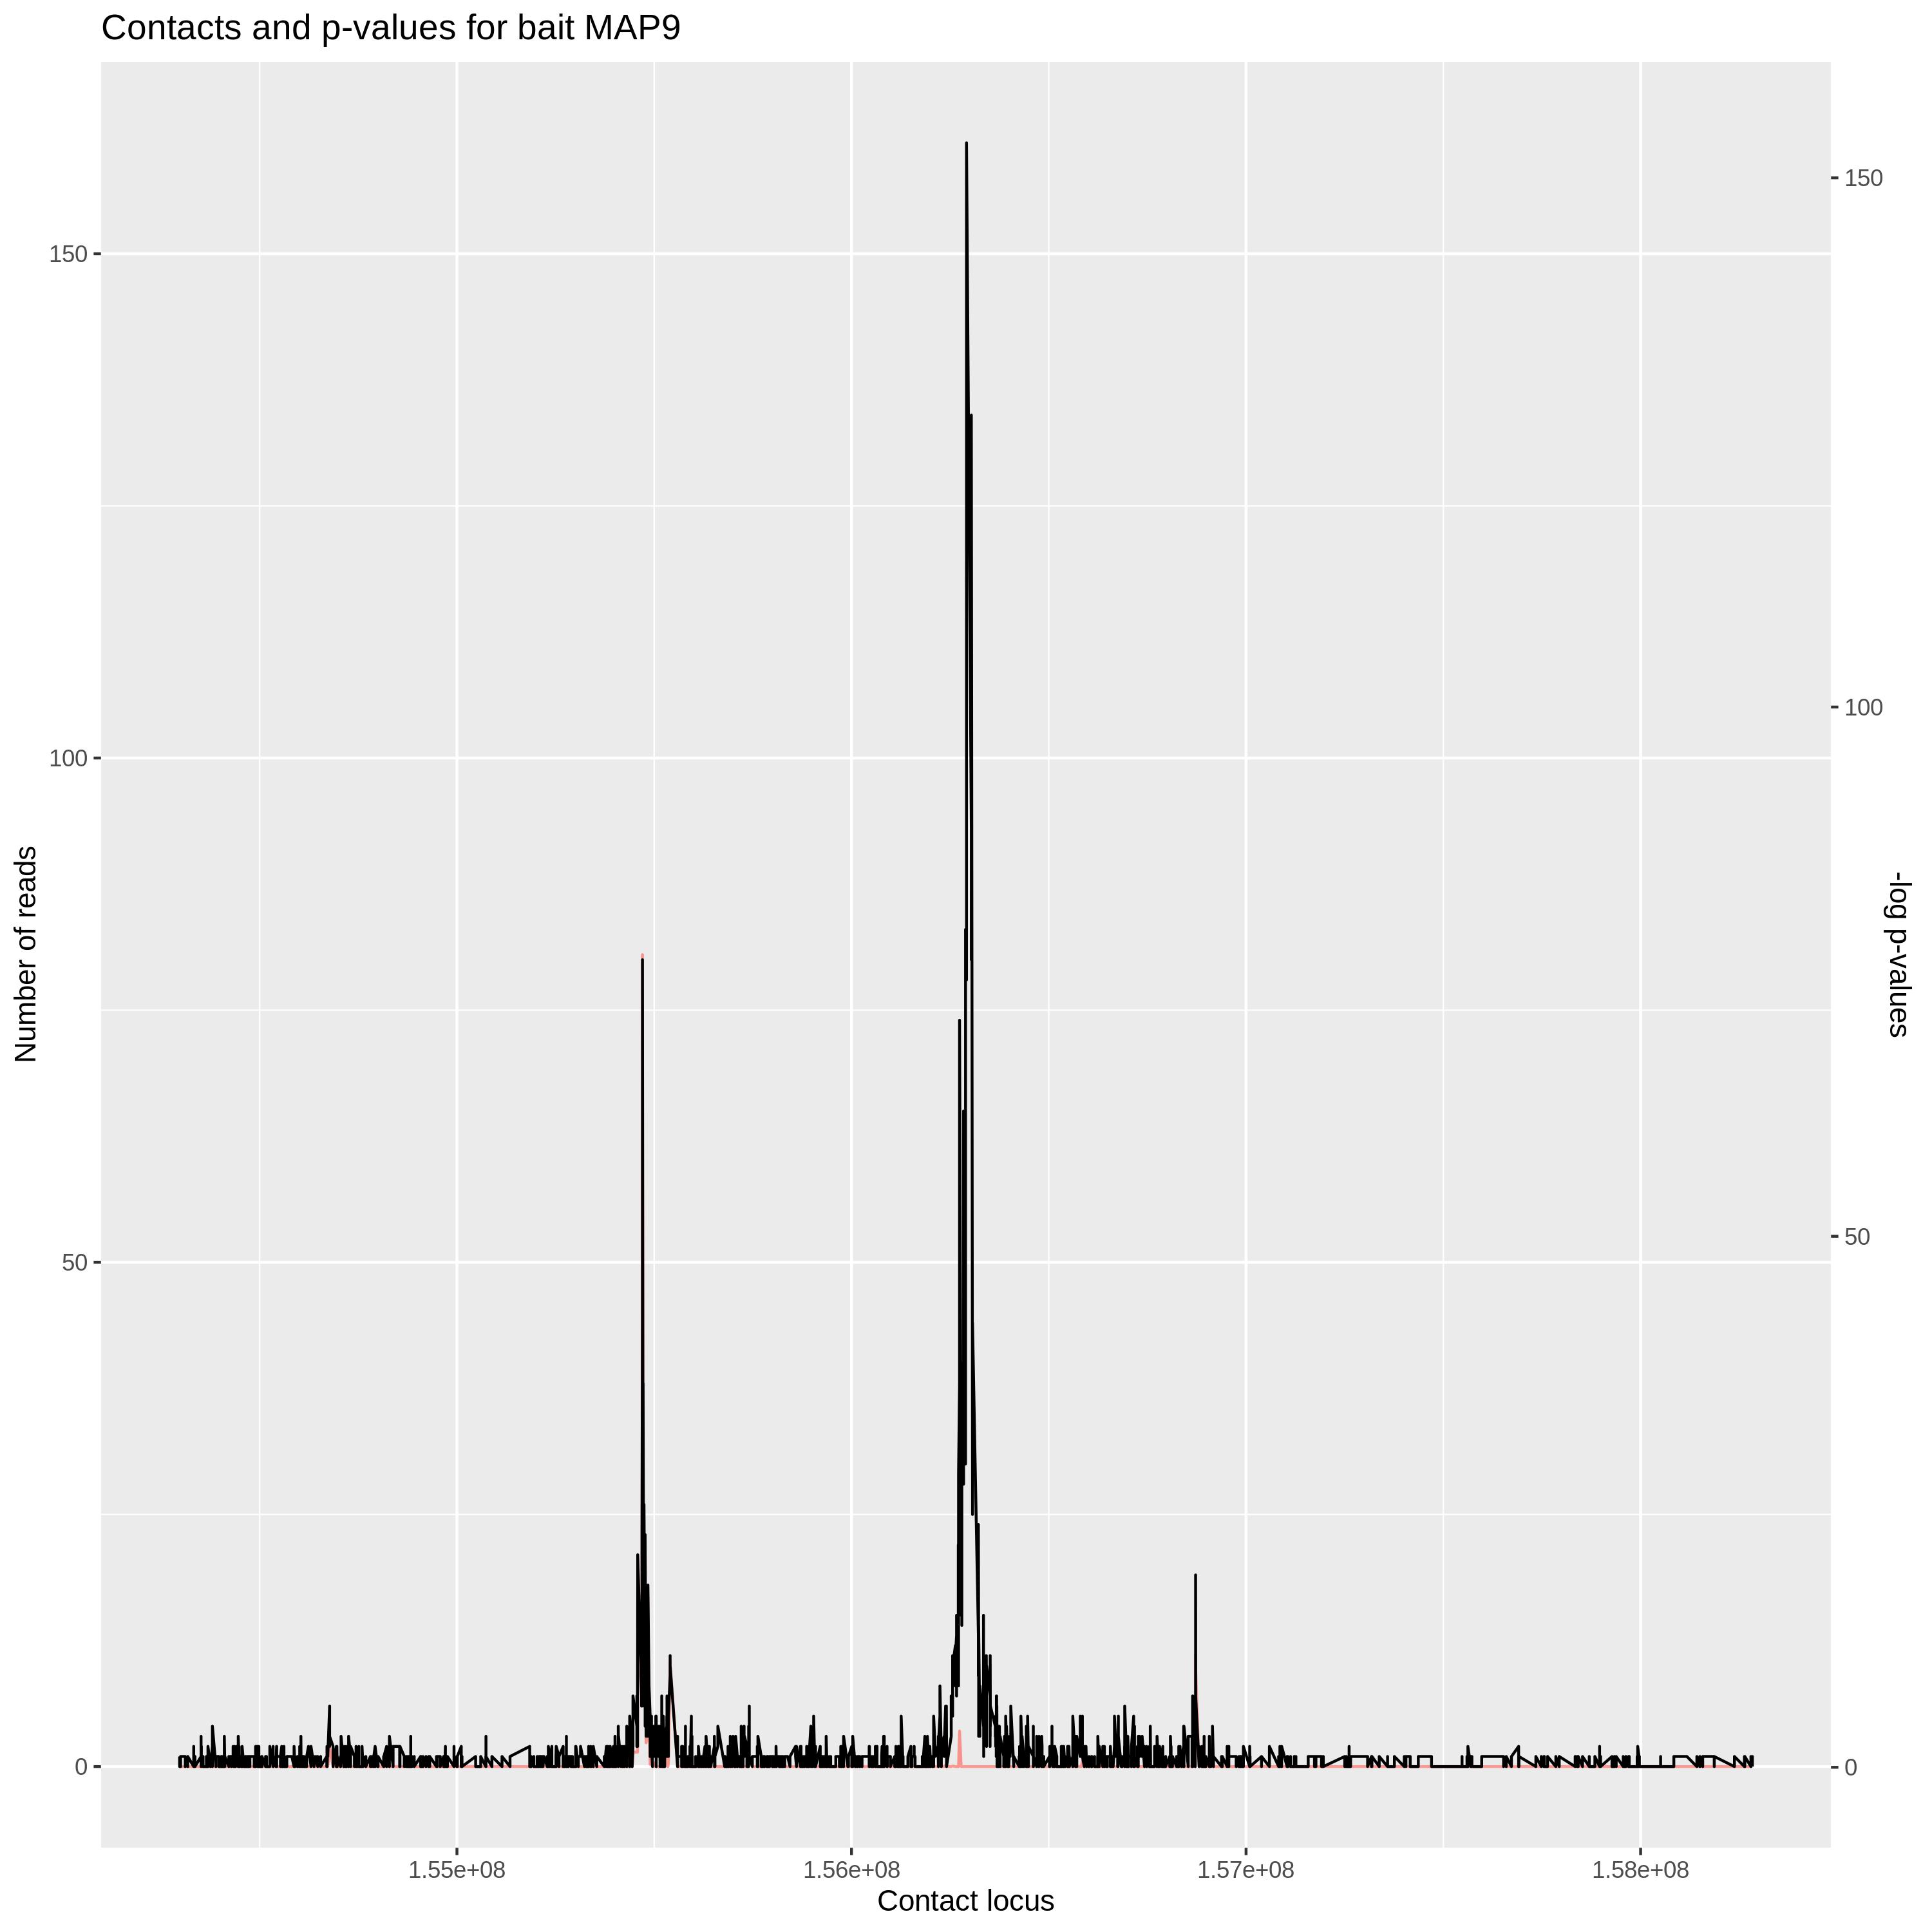 Contacts and p-values for bait MAP9
150
100
50
0
Number of reads
150
100
50
0
-log p-values
1.55e+08 1.56e+08 1.57e+08 1.58e+08
Contact locus